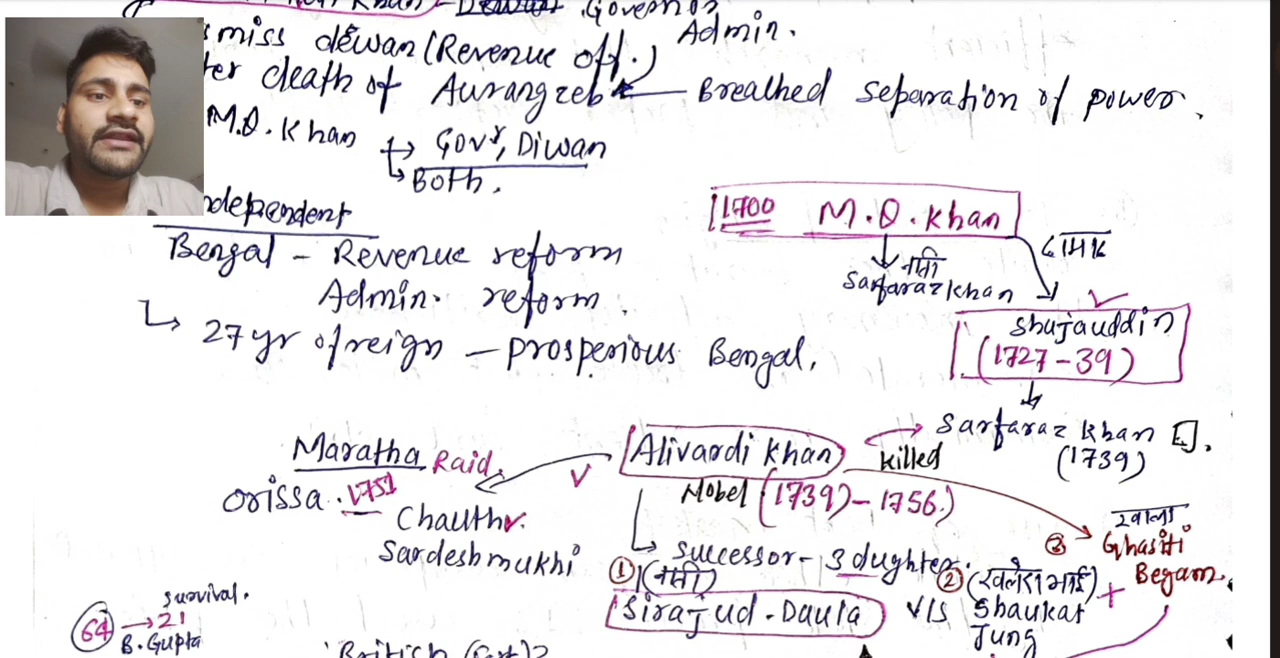 Governor
smiss dewan (Revenue off.) Admin.
ter death of Aurangzeb ← Breathed separation of power.
M.Q. Khan → Govr, Diwan
↳ Both.
ndependent
1700 M.Q. Khan
Bengal - Revenue reform
नाती
दामाद
Sarfaraz Khan
Admin. reform.
Shujauddin
(1727-39)
↳ 27 yr of reign - prosperious Bengal.
Sarfaraz Khan
(1739)
Maratha Raid.
Alivardi Khan
killed
Orissa. 1751
Nobel (1739) - 1756.)
Chauth
Sardeshmukhi
③
Ghasiti
Begam.
↳ successor - 3 dughter.
① (नाती)
② (चचेरा भाई) +
Siraj ud-Daula V/S Shaukat
Jung
survival.
64 → 21
B. Gupta